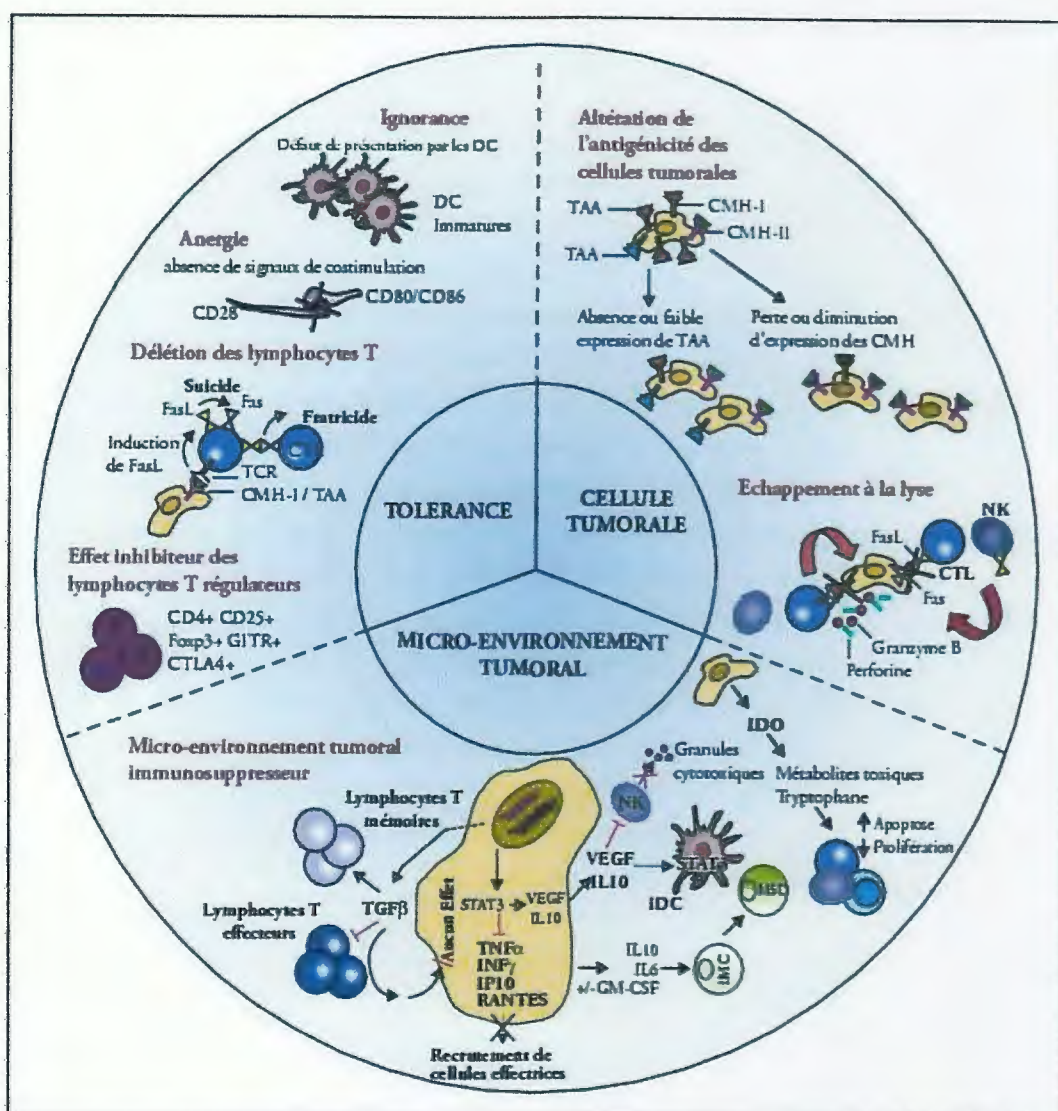 Ignorance
Défaut de présentation par les DC
DC
Immatures
Anergie
absence de signaux de costimulation
CD28
CD80/CD86
Délétion des lymphocytes T
Suicide
FasL
Fas
Fratricide
Induction
de FasL
TCR
CMH-I / TAA
Effet inhibiteur des
lymphocytes T régulateurs
CD4+ CD25+
Foxp3+ GITR+
CTLA4+
Altération de
l'antigénicité des
cellules tumorales
TAA
CMH-I
CMH-II
TAA
Absence ou faible
expression de TAA
Perte ou diminution
d'expression des CMH
Echappement à la lyse
NK
FasL
CTL
Fas
Granzyme B
Perforine
TOLERANCE
CELLULE
TUMORALE
MICRO-ENVIRONNEMENT
TUMORAL
Micro-environnement tumoral
immunosuppresseur
Lymphocytes T
mémoires
TGFβ
Lymphocytes T
effecteurs
Aucun Effet
STAT3
VEGF
IL10
TNFα
INFγ
IP10
RANTES
Recrutement de
cellules effectrices
VEGF
IL10
NK
Granules
cytotoxiques
STAT3
IDC
IL10
IL6
+/-GM-CSF
iMC
IDO
Métabolites toxiques
Tryptophane
Apoptose
Prolifération